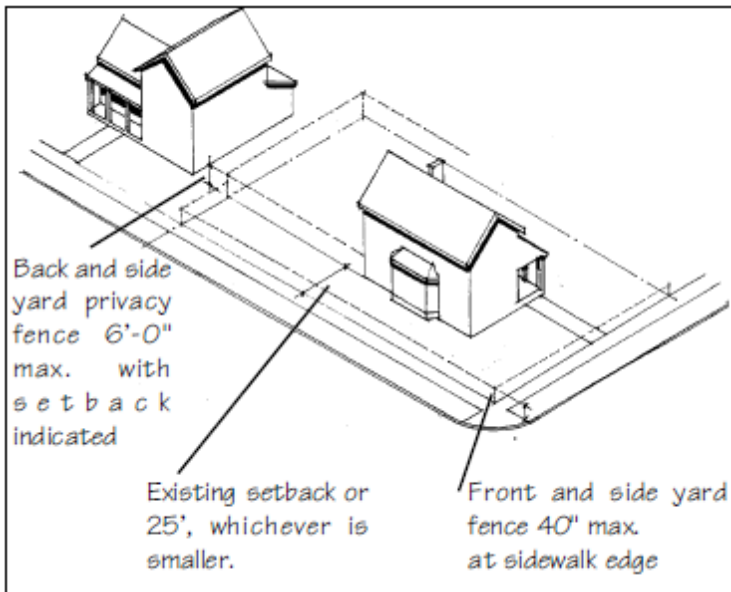 Back and side
yard privacy
fence 6'-0"
max. with
setback
indicated
Existing setback or
25', whichever is
smaller.
Front and side yard
fence 40" max.
at sidewalk edge